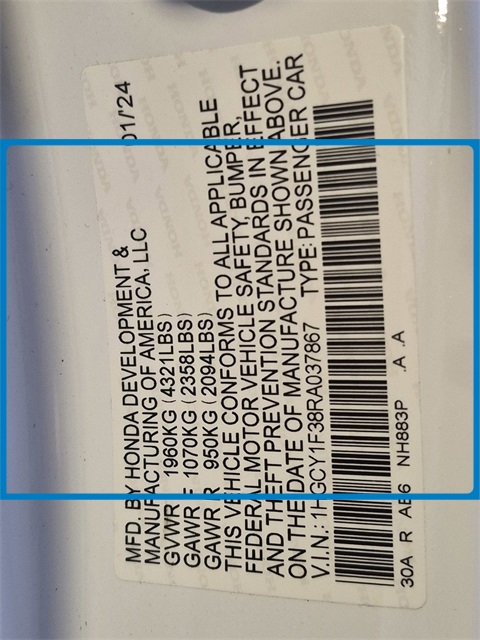 MFD. BY HONDA DEVELOPMENT & 01/'24
MANUFACTURING OF AMERICA, LLC
GVWR 1960KG (4321LBS)
GAWR F 1070KG (2358LBS)
GAWR R 950KG (2094LBS)
THIS VEHICLE CONFORMS TO ALL APPLICABLE
FEDERAL MOTOR VEHICLE SAFETY, BUMPER,
AND THEFT PREVENTION STANDARDS IN EFFECT
ON THE DATE OF MANUFACTURE SHOWN ABOVE.
V.I.N.: 1HGCY1F38RA037867 TYPE: PASSENGER CAR
30A R AB6 NH883P .A .A